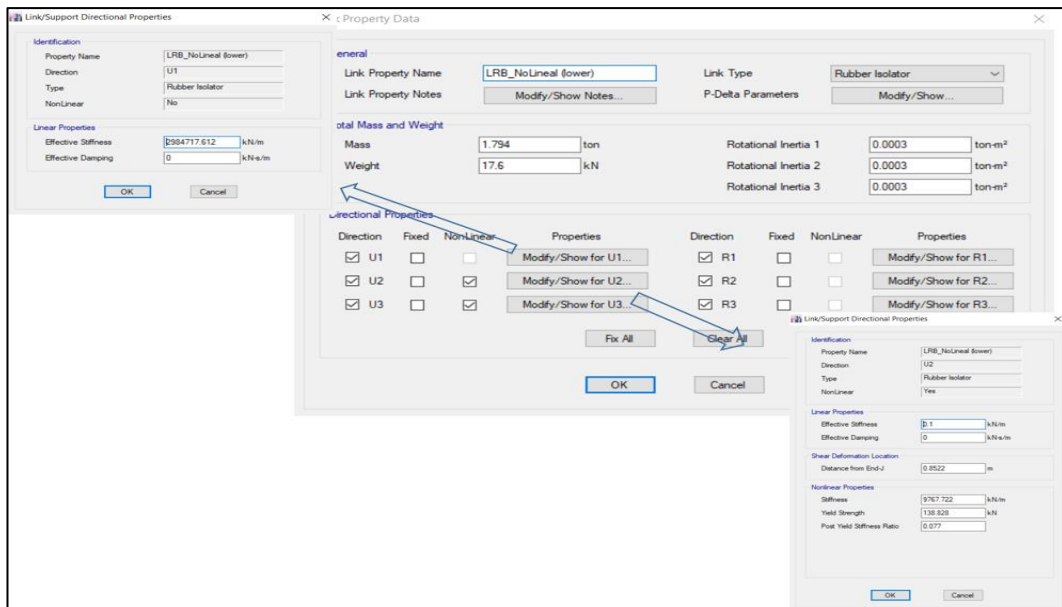 Link/Support Directional Properties
Identification
Property Name LRB_NoLineal (lower)
Direction U1
Type Rubber Isolator
NonLinear No
Linear Properties
Effective Stiffness 2984717.612 kN/m
Effective Damping 0 kN-s/m
OK Cancel
Property Data
eneral
Link Property Name LRB_NoLineal (lower) Link Type Rubber Isolator
Link Property Notes Modify/Show Notes... P-Delta Parameters Modify/Show...
otal Mass and Weight
Mass 1.794 ton Rotational Inertia 1 0.0003 ton-m²
Weight 17.6 kN Rotational Inertia 2 0.0003 ton-m²
Rotational Inertia 3 0.0003 ton-m²
Directional Properties
Direction Fixed NonLinear Properties Direction Fixed NonLinear Properties
U1 Modify/Show for U1... R1 Modify/Show for R1...
U2 Modify/Show for U2... R2 Modify/Show for R2...
U3 Modify/Show for U3... R3 Modify/Show for R3...
Fix All Clear All
OK Cancel
Link/Support Directional Properties
Identification
Property Name LRB_NoLineal (lower)
Direction U2
Type Rubber Isolator
NonLinear Yes
Linear Properties
Effective Stiffness 0.1 kN/m
Effective Damping 0 kN-s/m
Shear Deformation Location
Distance from End-J 0.8522 m
Nonlinear Properties
Stiffness 9767.722 kN/m
Yield Strength 138.828 kN
Post Yield Stiffness Ratio 0.077
OK Cancel